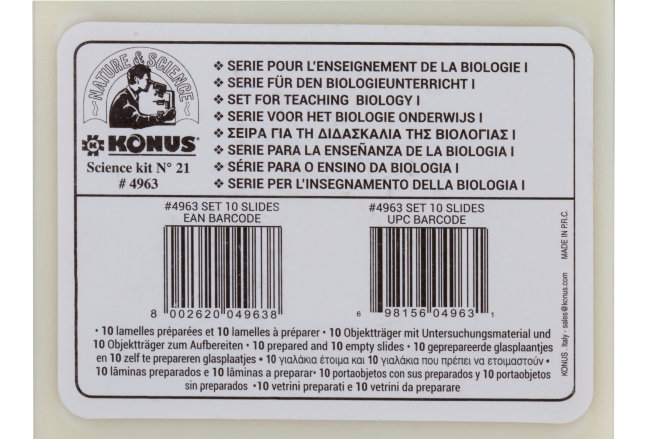 NATURE & SCIENCE
KONUS®
Science kit N° 21
# 4963
❖ SERIE POUR L'ENSEIGNEMENT DE LA BIOLOGIE I
❖ SERIE FÜR DEN BIOLOGIEUNTERRICHT I
❖ SET FOR TEACHING BIOLOGY I
❖ SERIE VOOR HET BIOLOGIE ONDERWIJS I
❖ ΣΕΙΡΑ ΓΙΑ ΤΗ ΔΙΔΑΣΚΑΛΙΑ ΤΗΣ ΒΙΟΛΟΓΙΑΣ I
❖ SERIE PARA LA ENSEÑANZA DE LA BIOLOGIA I
❖ SÉRIE PARA O ENSINO DA BIOLOGIA I
❖ SERIE PER L'INSEGNAMENTO DELLA BIOLOGIA I
#4963 SET 10 SLIDES
EAN BARCODE
8 002620 049638
#4963 SET 10 SLIDES
UPC BARCODE
6 98156 04963 1
KONUS . Italy - sales@konus.com MADE IN P.R.C.
• 10 lamelles préparées et 10 lamelles à préparer • 10 Objektträger mit Untersuchungsmaterial und
10 Objektträger zum Aufbereiten • 10 prepared and 10 empty slides • 10 geprepareerde glasplaantjes
en 10 zelf te prepareren glasplaatjes • 10 γιαλάκια έτοιμα και 10 γιαλάκια που πρέπει να ετοιμαστούν •
10 lâminas preparados e 10 lâminas a preparar• 10 portaobjetos con sus preparados y 10 portaobjetos
sin preparados •10 vetrini preparati e 10 vetrini da preparare